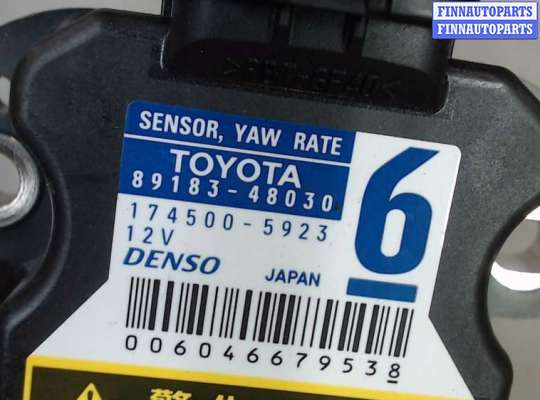 FINNAUTOPARTS
FINNAUTOPARTS
SENSOR, YAW RATE
TOYOTA
89183-48030
174500-5923
12V
DENSO
JAPAN
6
006046679538